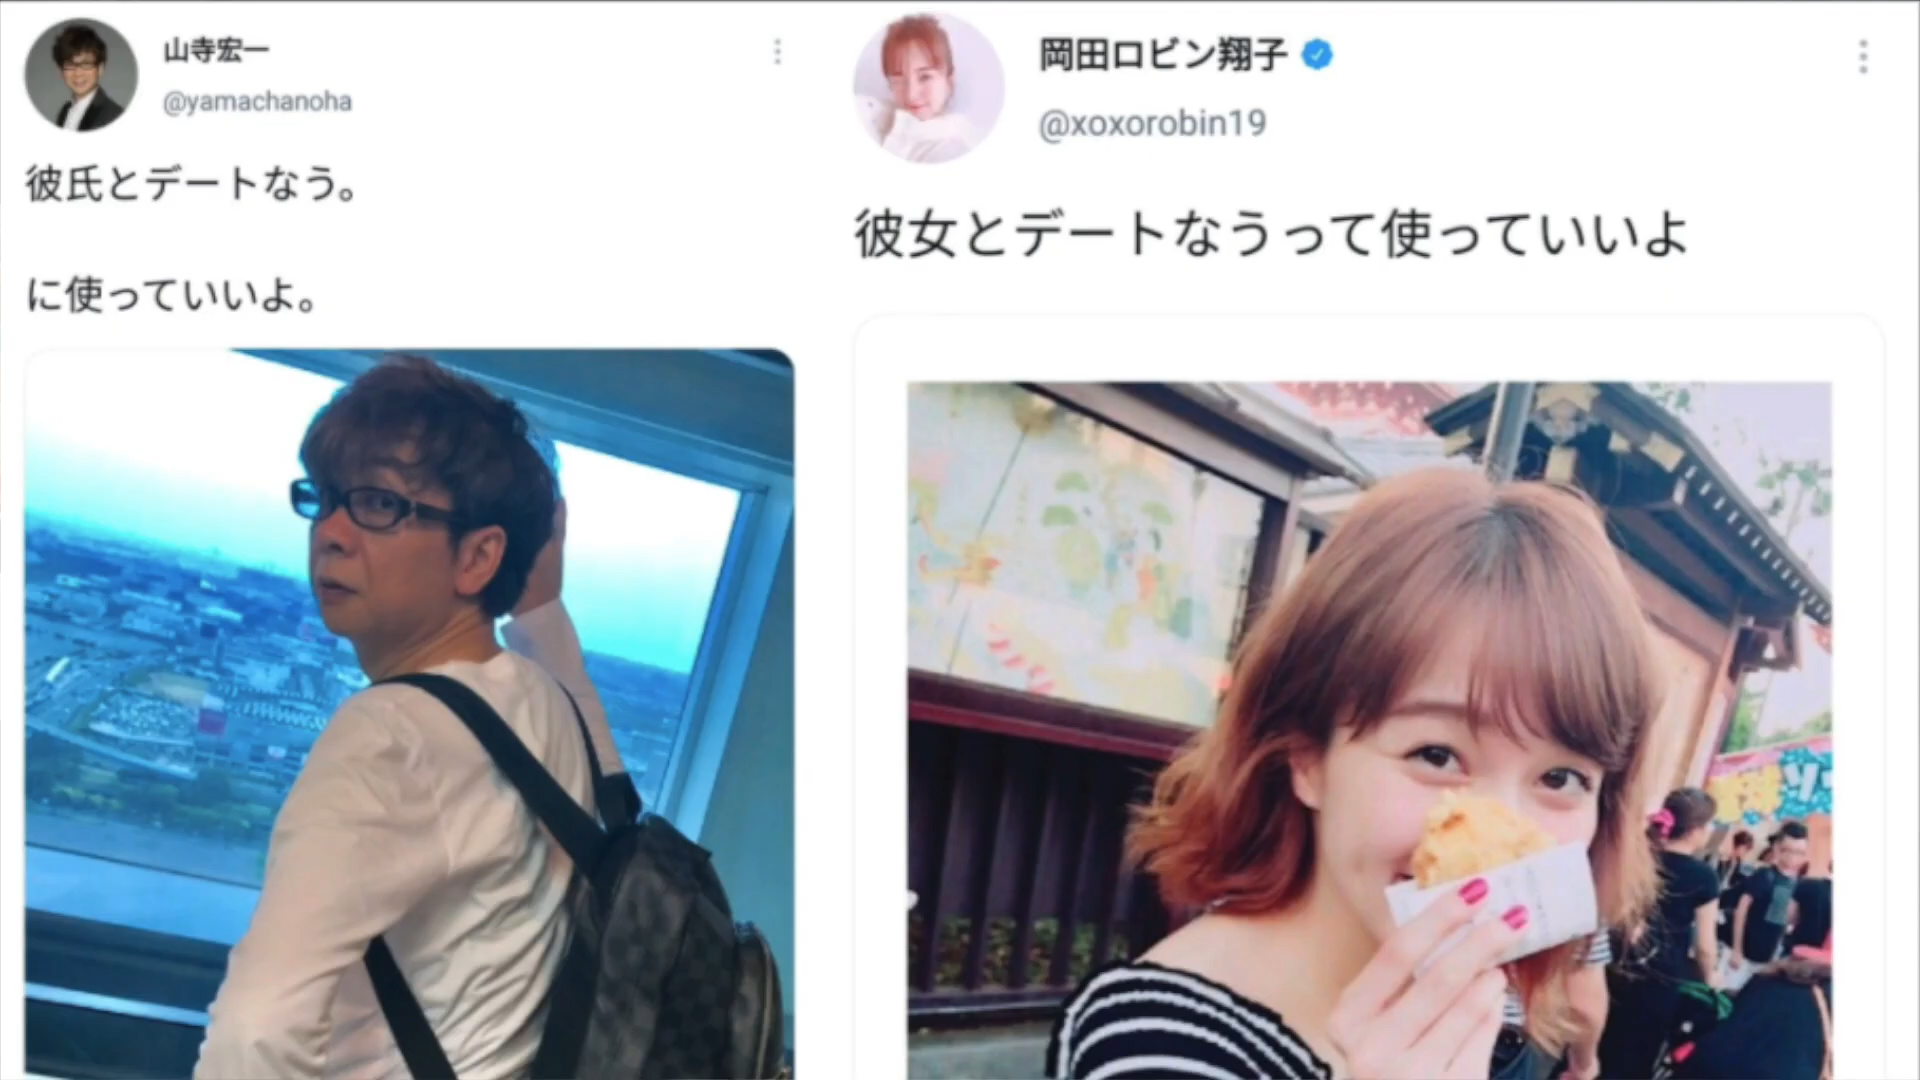 山寺宏一
@yamachanoha
彼氏とデートなう。
に使っていいよ。
岡田ロビン翔子
@xoxorobin19
彼女とデートなうって使っていいよ